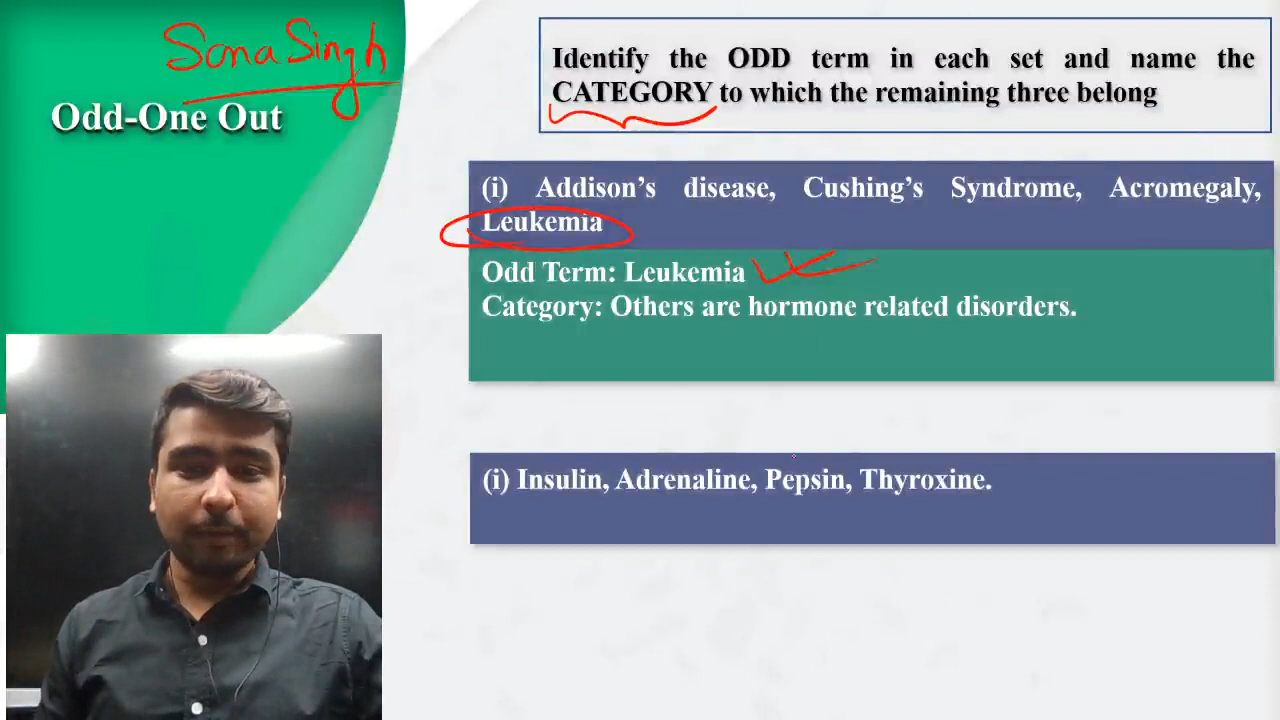 Sona Singh
Odd-One Out
Identify the ODD term in each set and name the
CATEGORY to which the remaining three belong
(i) Addison’s disease, Cushing’s Syndrome, Acromegaly,
Leukemia
Odd Term: Leukemia
Category: Others are hormone related disorders.
(i) Insulin, Adrenaline, Pepsin, Thyroxine.